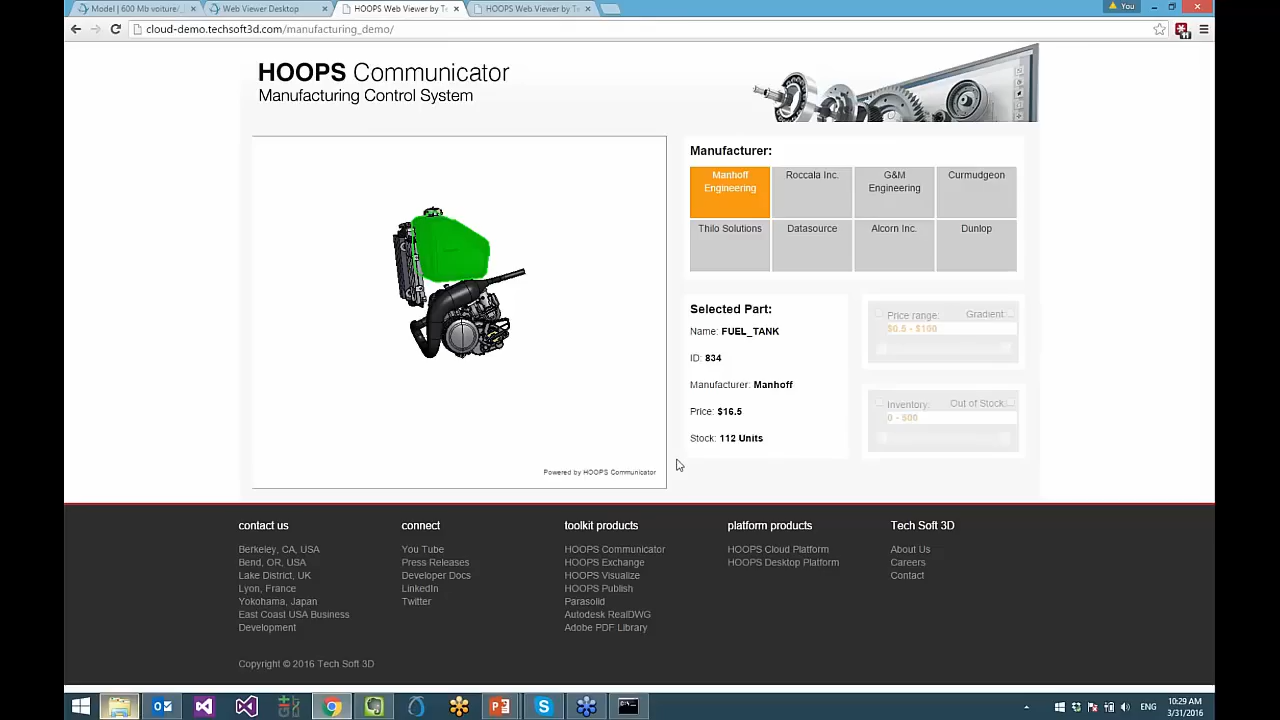 Model | 600 Mb voiture/_
Web Viewer Desktop
HOOPS Web Viewer by Te
HOOPS Web Viewer by Te
You
cloud-demo.techsoft3d.com/manufacturing_demo/
HOOPS Communicator
Manufacturing Control System
Manufacturer:
Manhoff Engineering
Roccala Inc.
G&M Engineering
Curmudgeon
Thilo Solutions
Datasource
Alcorn Inc.
Dunlop
Selected Part:
Name: FUEL_TANK
ID: 834
Manufacturer: Manhoff
Price: $16.5
Stock: 112 Units
Price range:
Gradient:
$0.5 - $100
Inventory:
Out of Stock:
0 - 500
Powered by HOOPS Communicator
contact us
Berkeley, CA, USA
Bend, OR, USA
Lake District, UK
Lyon, France
Yokohama, Japan
East Coast USA Business
Development
connect
You Tube
Press Releases
Developer Docs
LinkedIn
Twitter
toolkit products
HOOPS Communicator
HOOPS Exchange
HOOPS Visualize
HOOPS Publish
Parasolid
Autodesk RealDWG
Adobe PDF Library
platform products
HOOPS Cloud Platform
HOOPS Desktop Platform
Tech Soft 3D
About Us
Careers
Contact
Copyright © 2016 Tech Soft 3D
ENG
10:29 AM
3/31/2016